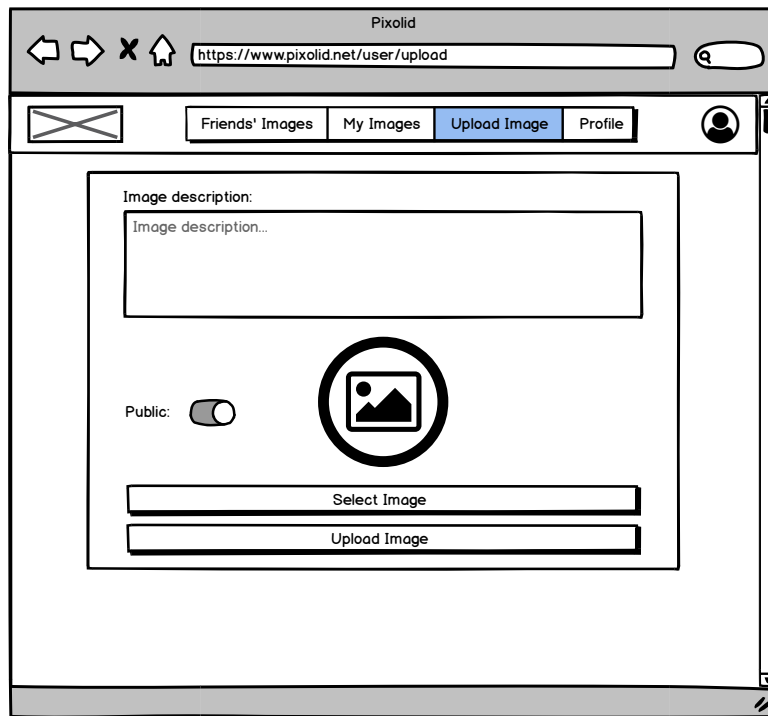 Pixolid
https://www.pixolid.net/user/upload
Friends' Images
My Images
Upload Image
Profile
Image description:
Image description...
Public:
Select Image
Upload Image